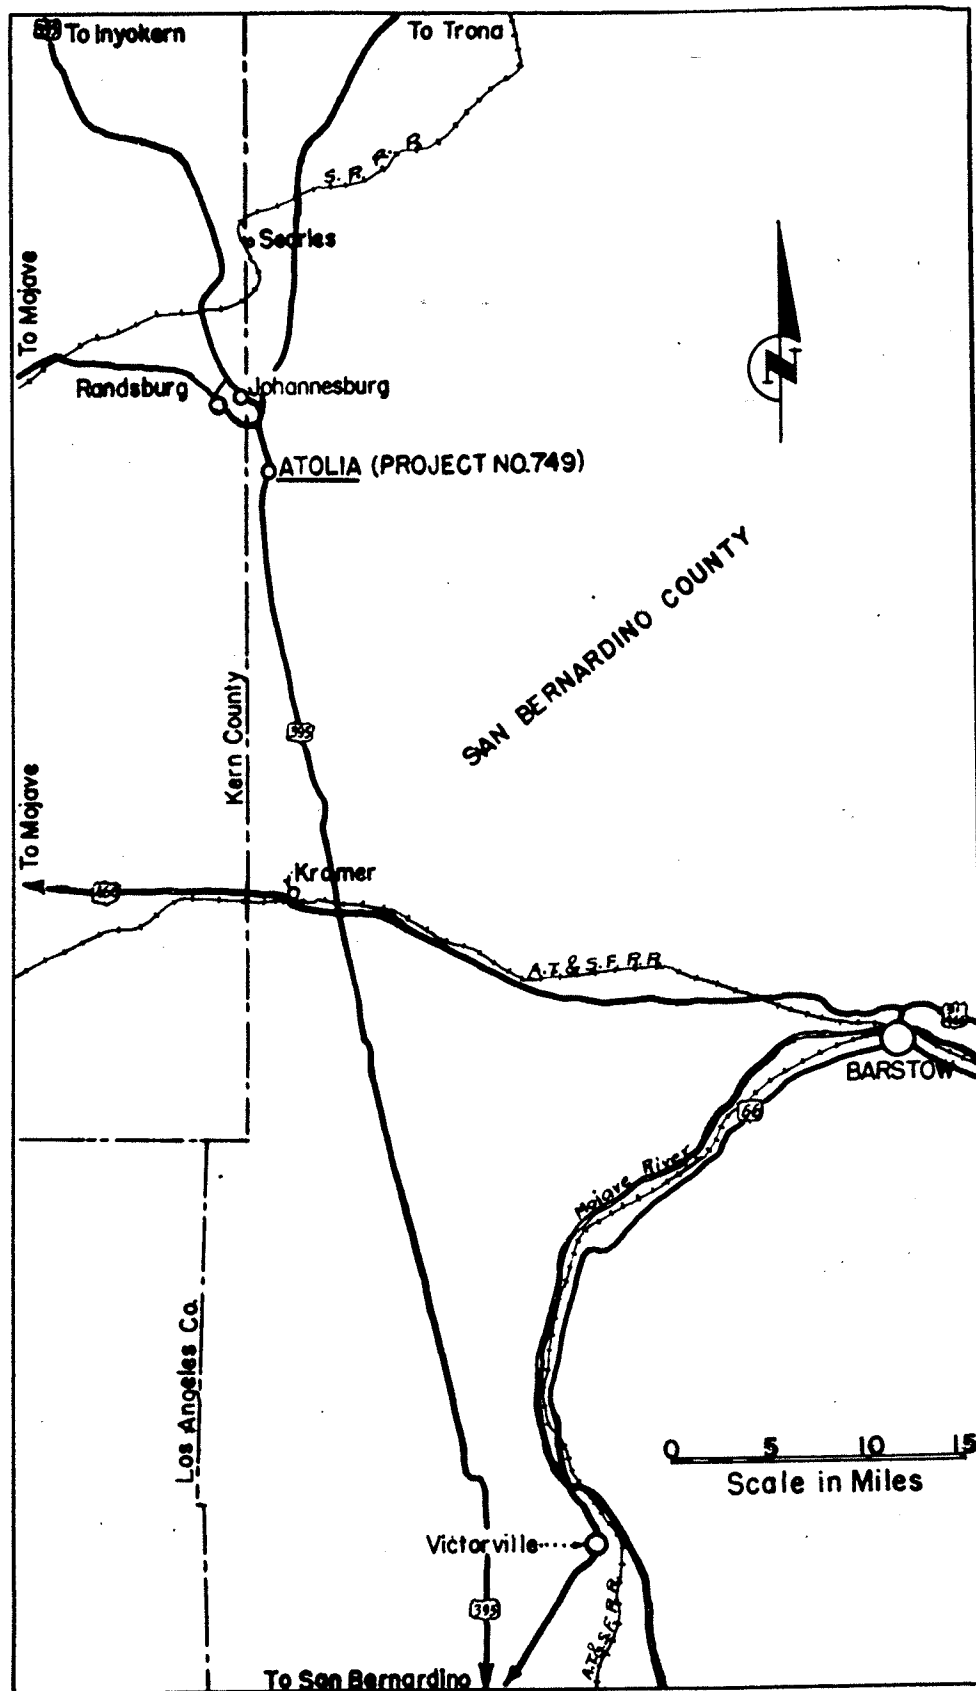 To Inyokern
To Trona
S. R. R. R.
Searles
To Mojave
N
Randsburg
Johannesburg
ATOLIA (PROJECT NO. 749)
SAN BERNARDINO COUNTY
Kern County
395
To Mojave
Kramer
466
A.T. & S.F. R.R.
BARSTOW
66
Mojave River
Los Angeles Co.
0 5 10 15
Scale in Miles
Victorville
395
A.T. & S.F. R.R.
To San Bernardino